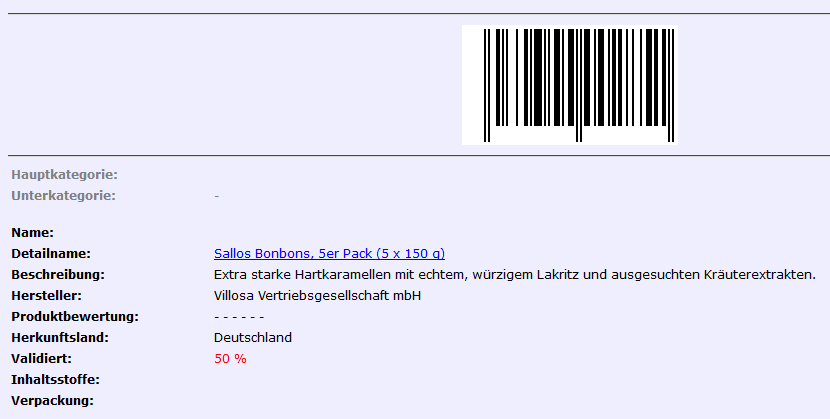 Hauptkategorie:
Unterkategorie: -
Name:
Detailname: Sallos Bonbons, 5er Pack (5 x 150 g)
Beschreibung: Extra starke Hartkaramellen mit echtem, würzigem Lakritz und ausgesuchten Kräuterextrakten.
Hersteller: Villosa Vertriebsgesellschaft mbH
Produktbewertung: - - - - - -
Herkunftsland: Deutschland
Validiert: 50 %
Inhaltsstoffe:
Verpackung: